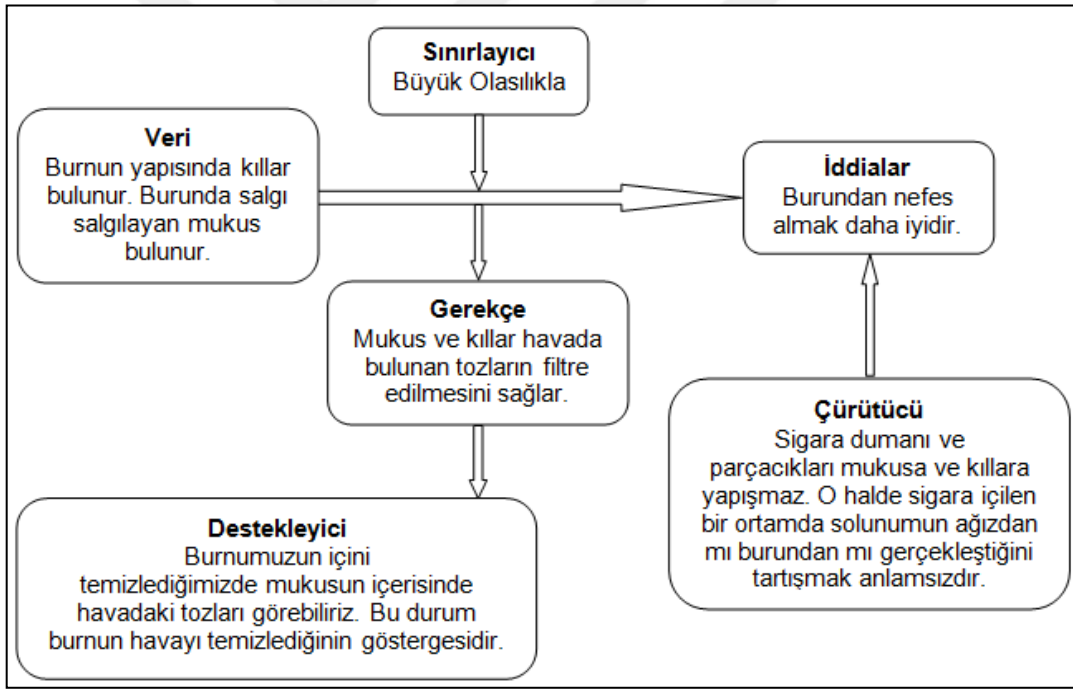 Sınırlayıcı
Büyük Olasılıkla
Veri
Burnun yapısında kıllar
bulunur. Burunda salgı
salgılayan mukus
bulunur.
İddialar
Burundan nefes
almak daha iyidir.
Gerekçe
Mukus ve kıllar havada
bulunan tozların filtre
edilmesini sağlar.
Çürütücü
Sigara dumanı ve
parçacıkları mukusa ve kıllara
yapışmaz. O halde sigara içilen
bir ortamda solunumun ağızdan
mı burundan mı gerçekleştiğini
tartışmak anlamsızdır.
Destekleyici
Burnumuzun içini
temizlediğimizde mukusun içerisinde
havadaki tozları görebiliriz. Bu durum
burnun havayı temizlediğinin göstergesidir.